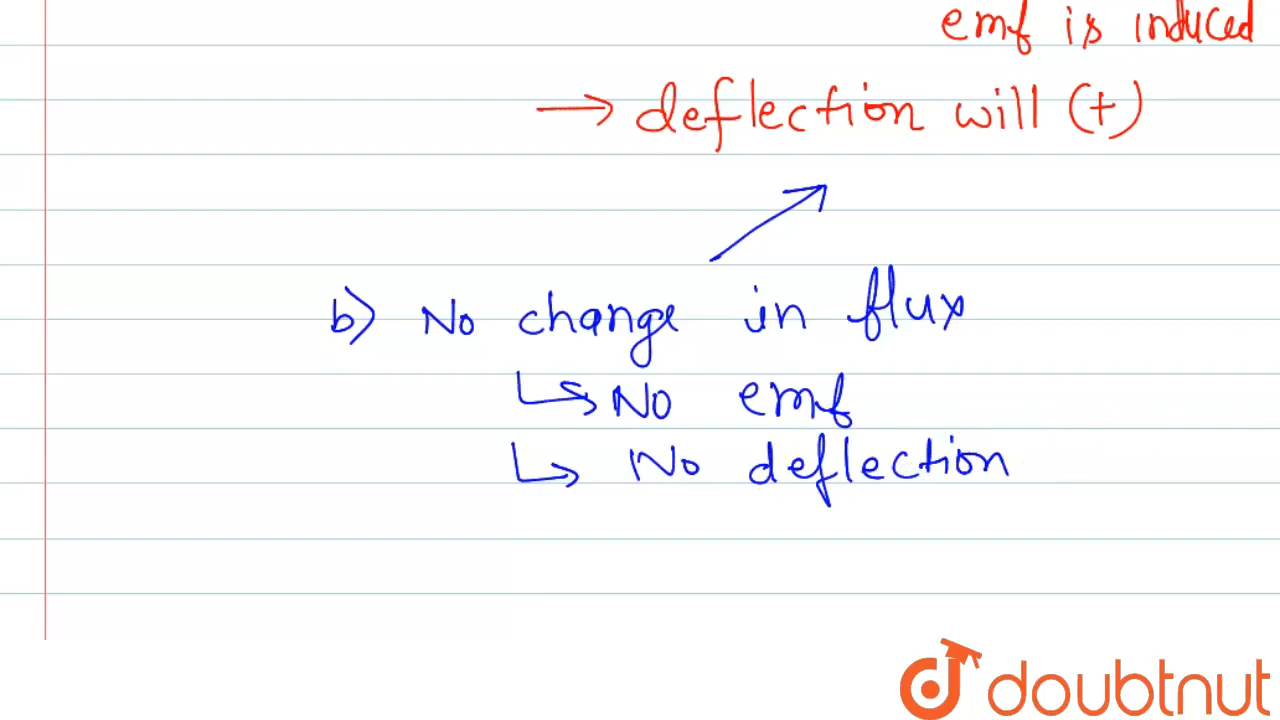 emf is induced
→ deflection will (+)
b) No change in flux
↳ No emf
↳ No deflection
doubtnut